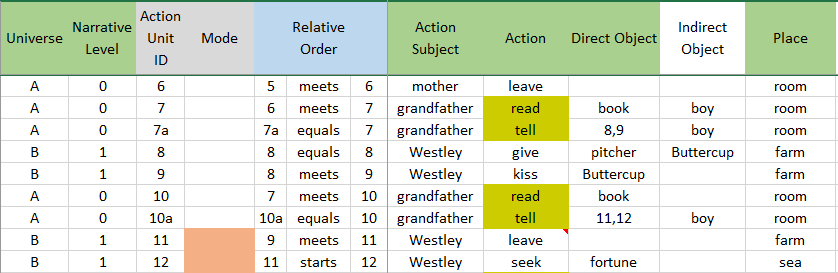 Universe Narrative Level Action Unit ID Mode Relative Order Action Subject Action Direct Object Indirect Object Place
A 0 6 5 meets 6 mother leave room
A 0 7 6 meets 7 grandfather read book boy room
A 0 7a 7a equals 7 grandfather tell 8,9 boy room
B 1 8 8 equals 8 Westley give pitcher Buttercup farm
B 1 9 8 meets 9 Westley kiss Buttercup farm
A 0 10 7 meets 10 grandfather read book room
A 0 10a 10a equals 10 grandfather tell 11,12 boy room
B 1 11 9 meets 11 Westley leave farm
B 1 12 11 starts 12 Westley seek fortune sea